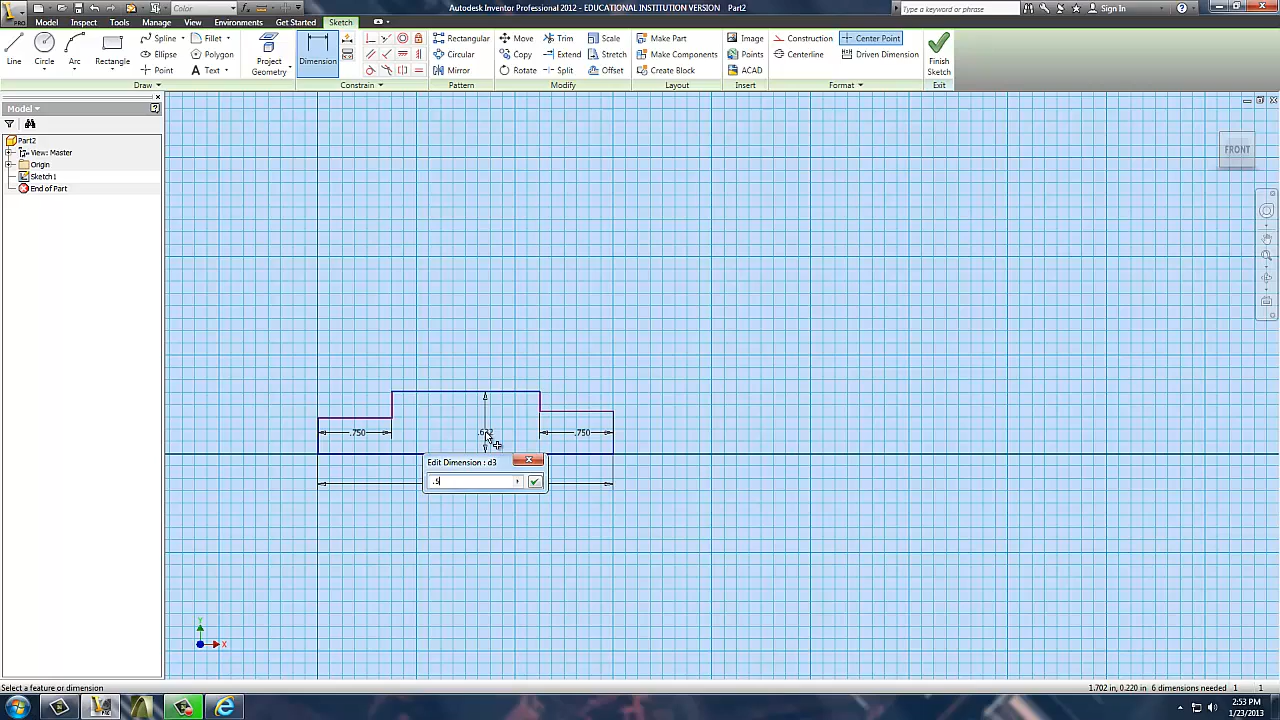 Color
Autodesk Inventor Professional 2012 - EDUCATIONAL INSTITUTION VERSION Part2
Type a keyword or phrase
Sign In
PRO
Model Inspect Tools Manage View Environments Get Started Sketch
Line Circle Arc Rectangle
Spline Fillet
Ellipse Polygon
Point Text
Dimension
Project
Geometry
Rectangular
Circular
Mirror
Move Trim Scale
Copy Extend Stretch
Rotate Split Offset
Make Part
Make Components
Create Block
Image
Points
ACAD
Construction Center Point
Centerline Driven Dimension
Finish
Sketch
Draw Constrain Pattern Modify Layout Insert Format Exit
Model
Part2
View: Master
Origin
Sketch1
End of Part
FRONT
.750
.750
Edit Dimension : d3
.5
Y
X
Select a feature or dimension
1.702 in, 0.220 in 6 dimensions needed 1 1
PRO
2:53 PM
1/23/2013